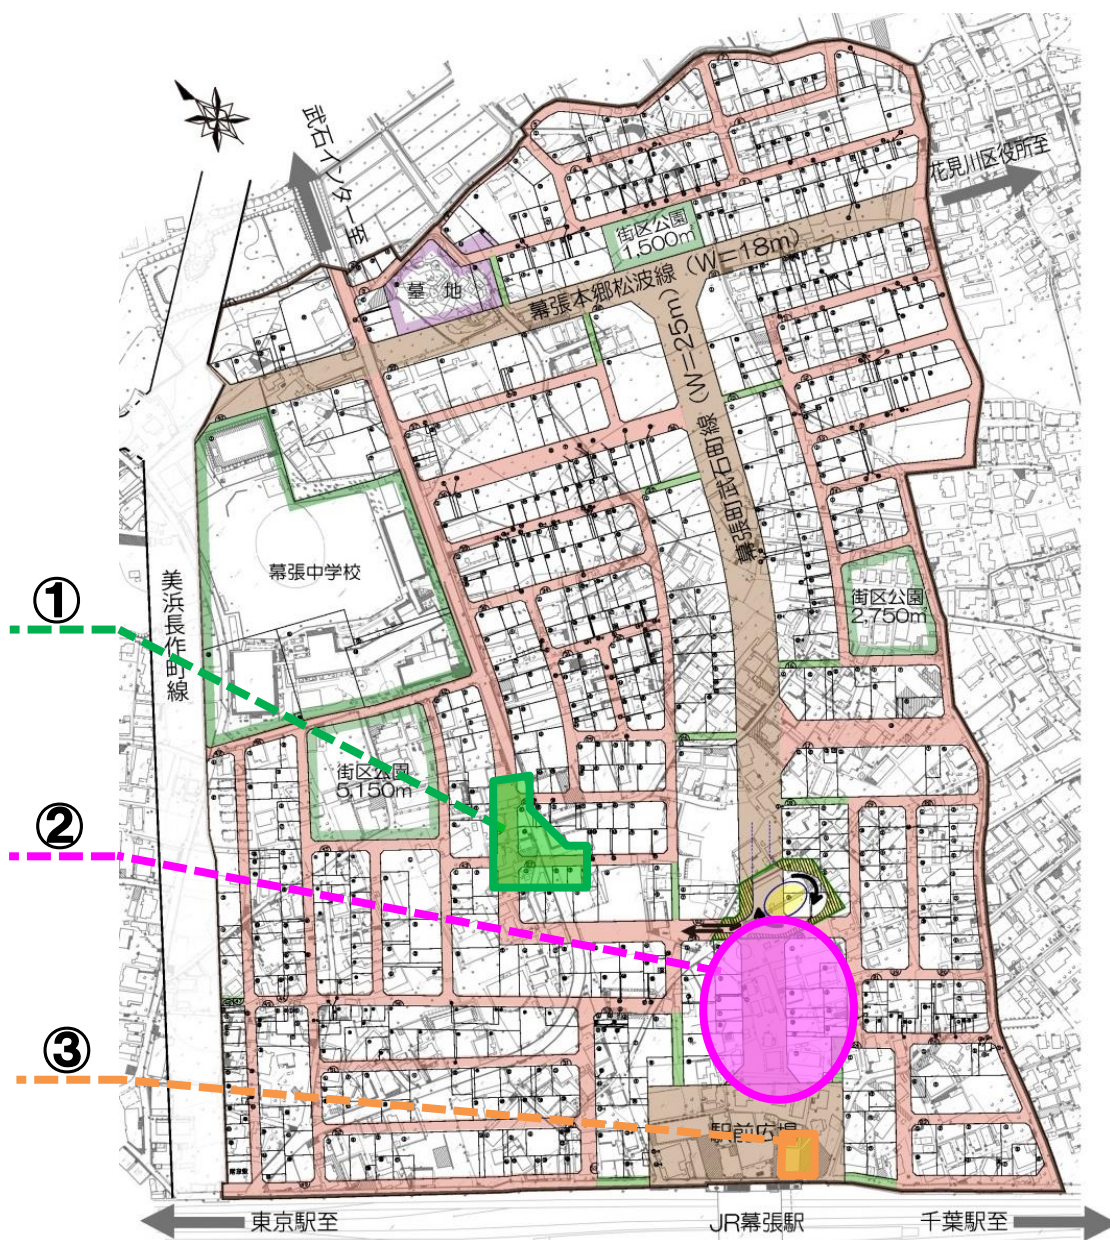 武石インター至
花見川区役所至
街区公園
1,500㎡
墓 地
幕張本郷松波線 (W=18m)
幕張町武石町線 (W=25m)
幕張中学校
街区公園
2,750㎡
①
美浜長作町線
街区公園
5,150㎡
②
③
駅前広場
東京駅至
JR幕張駅
千葉駅至